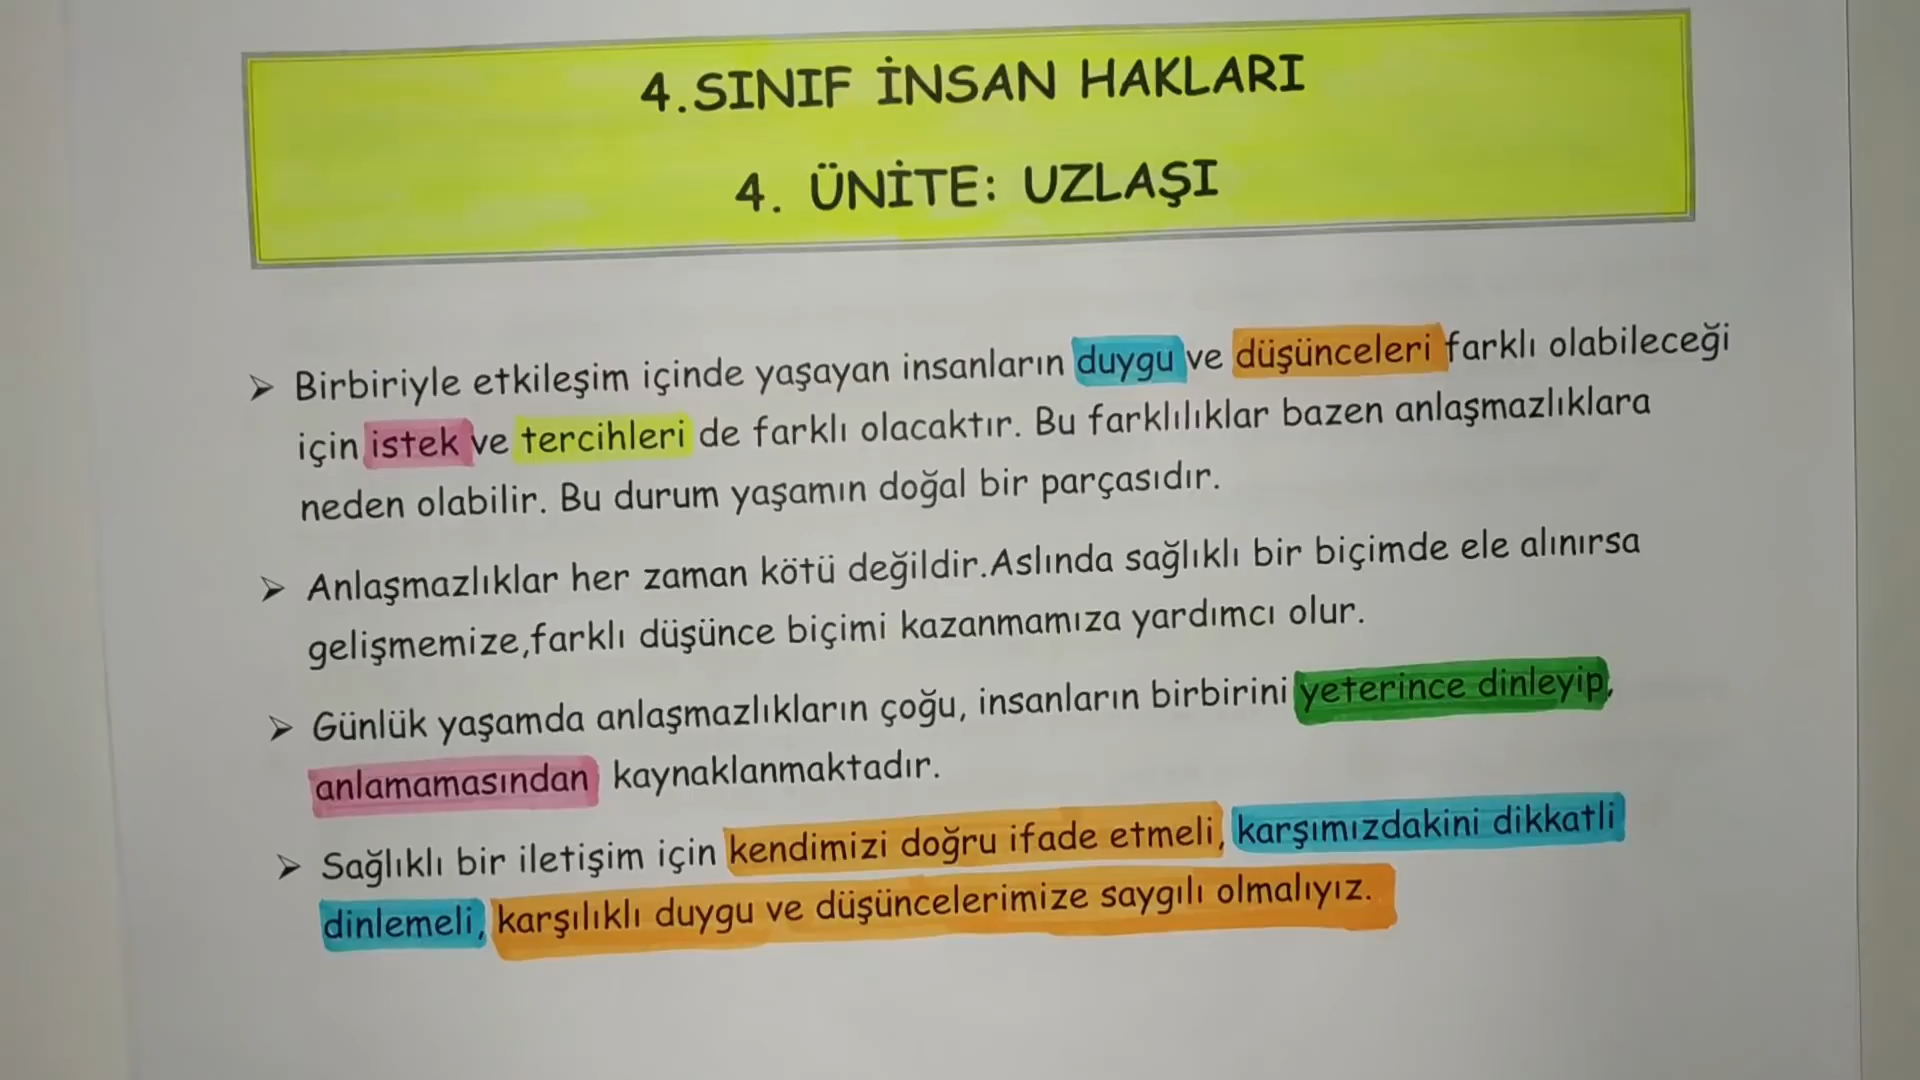 4.SINIF İNSAN HAKLARI
4. ÜNİTE: UZLAŞI
➢ Birbiriyle etkileşim içinde yaşayan insanların duygu ve düşünceleri farklı olabileceği
için istek ve tercihleri de farklı olacaktır. Bu farklılıklar bazen anlaşmazlıklara
neden olabilir. Bu durum yaşamın doğal bir parçasıdır.
➢ Anlaşmazlıklar her zaman kötü değildir.Aslında sağlıklı bir biçimde ele alınırsa
gelişmemize,farklı düşünce biçimi kazanmamıza yardımcı olur.
➢ Günlük yaşamda anlaşmazlıkların çoğu, insanların birbirini yeterince dinleyip,
anlamamasından kaynaklanmaktadır.
➢ Sağlıklı bir iletişim için kendimizi doğru ifade etmeli, karşımızdakini dikkatli
dinlemeli, karşılıklı duygu ve düşüncelerimize saygılı olmalıyız.